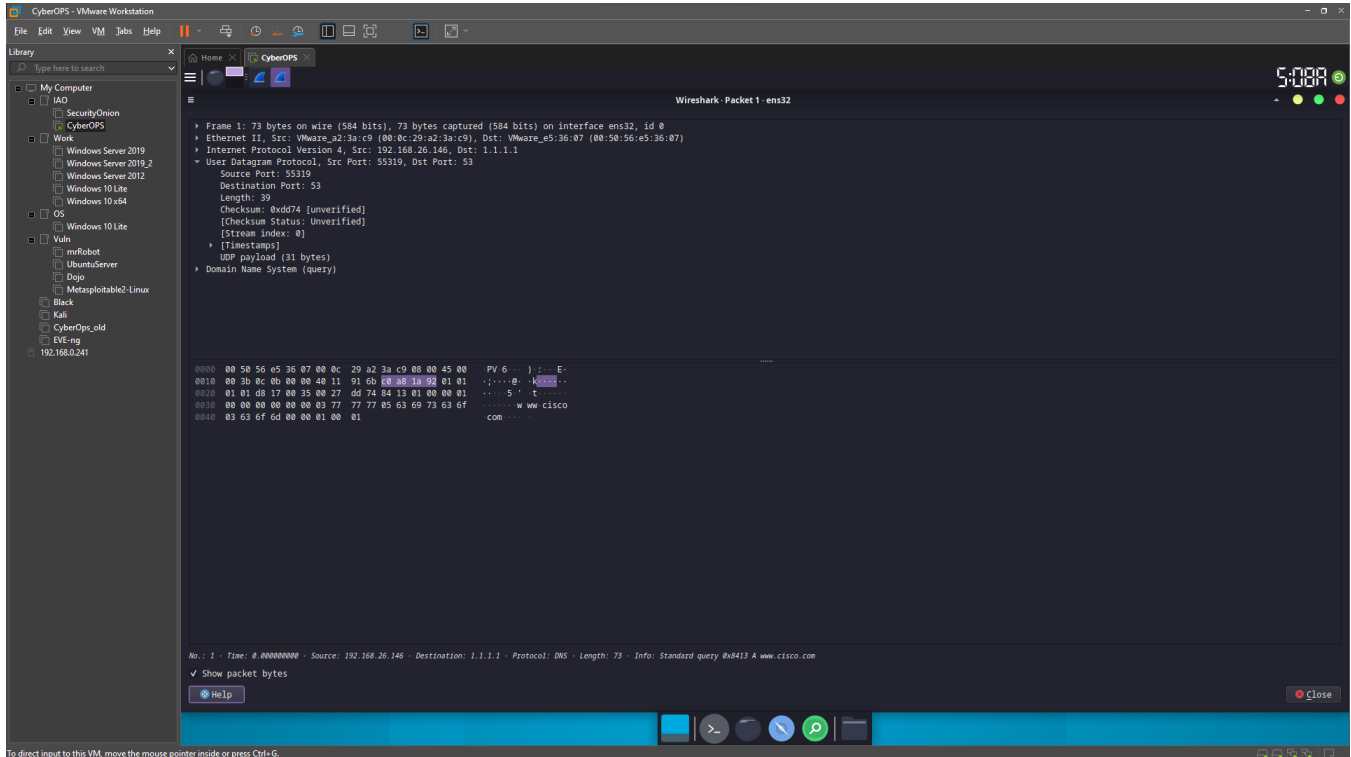 CyberOPS - VMware Workstation
File Edit View VM Tabs Help
Library
Type here to search
My Computer
IAO
SecurityOnion
CyberOPS
Work
Windows Server 2019
Windows Server 2019_2
Windows Server 2012
Windows 10 Lite
Windows 10 x64
OS
Windows 10 Lite
Vuln
mrRobot
UbuntuServer
Dojo
Metasploitable2-Linux
Black
Kali
CyberOps_old
EVE-ng
192.168.0.241
Home CyberOPS
Wireshark · Packet 1 · ens32
Frame 1: 73 bytes on wire (584 bits), 73 bytes captured (584 bits) on interface ens32, id 0
Ethernet II, Src: VMware_a2:3a:c9 (00:0c:29:a2:3a:c9), Dst: VMware_e5:36:07 (00:50:56:e5:36:07)
Internet Protocol Version 4, Src: 192.168.26.146, Dst: 1.1.1.1
User Datagram Protocol, Src Port: 55319, Dst Port: 53
Source Port: 55319
Destination Port: 53
Length: 39
Checksum: 0xdd74 [unverified]
[Checksum Status: Unverified]
[Stream index: 0]
[Timestamps]
UDP payload (31 bytes)
Domain Name System (query)
0000 00 50 56 e5 36 07 00 0c 29 a2 3a c9 08 00 45 00 ·PV·6··· )·:···E·
0010 00 3b 0c 0b 00 00 40 11 91 6b c0 a8 1a 92 01 01 ·;····@· ·k······
0020 01 01 d8 17 00 35 00 27 dd 74 84 13 01 00 00 01 ·····5·' ·t······
0030 00 00 00 00 00 00 03 77 77 77 05 63 69 73 63 6f ·······w ww·cisco
0040 03 63 6f 6d 00 00 01 00 01 ·com···· ·
No.: 1 · Time: 0.000000000 · Source: 192.168.26.146 · Destination: 1.1.1.1 · Protocol: DNS · Length: 73 · Info: Standard query 0x8413 A www.cisco.com
Show packet bytes
Help
Close
To direct input to this VM, move the mouse pointer inside or press Ctrl+G.